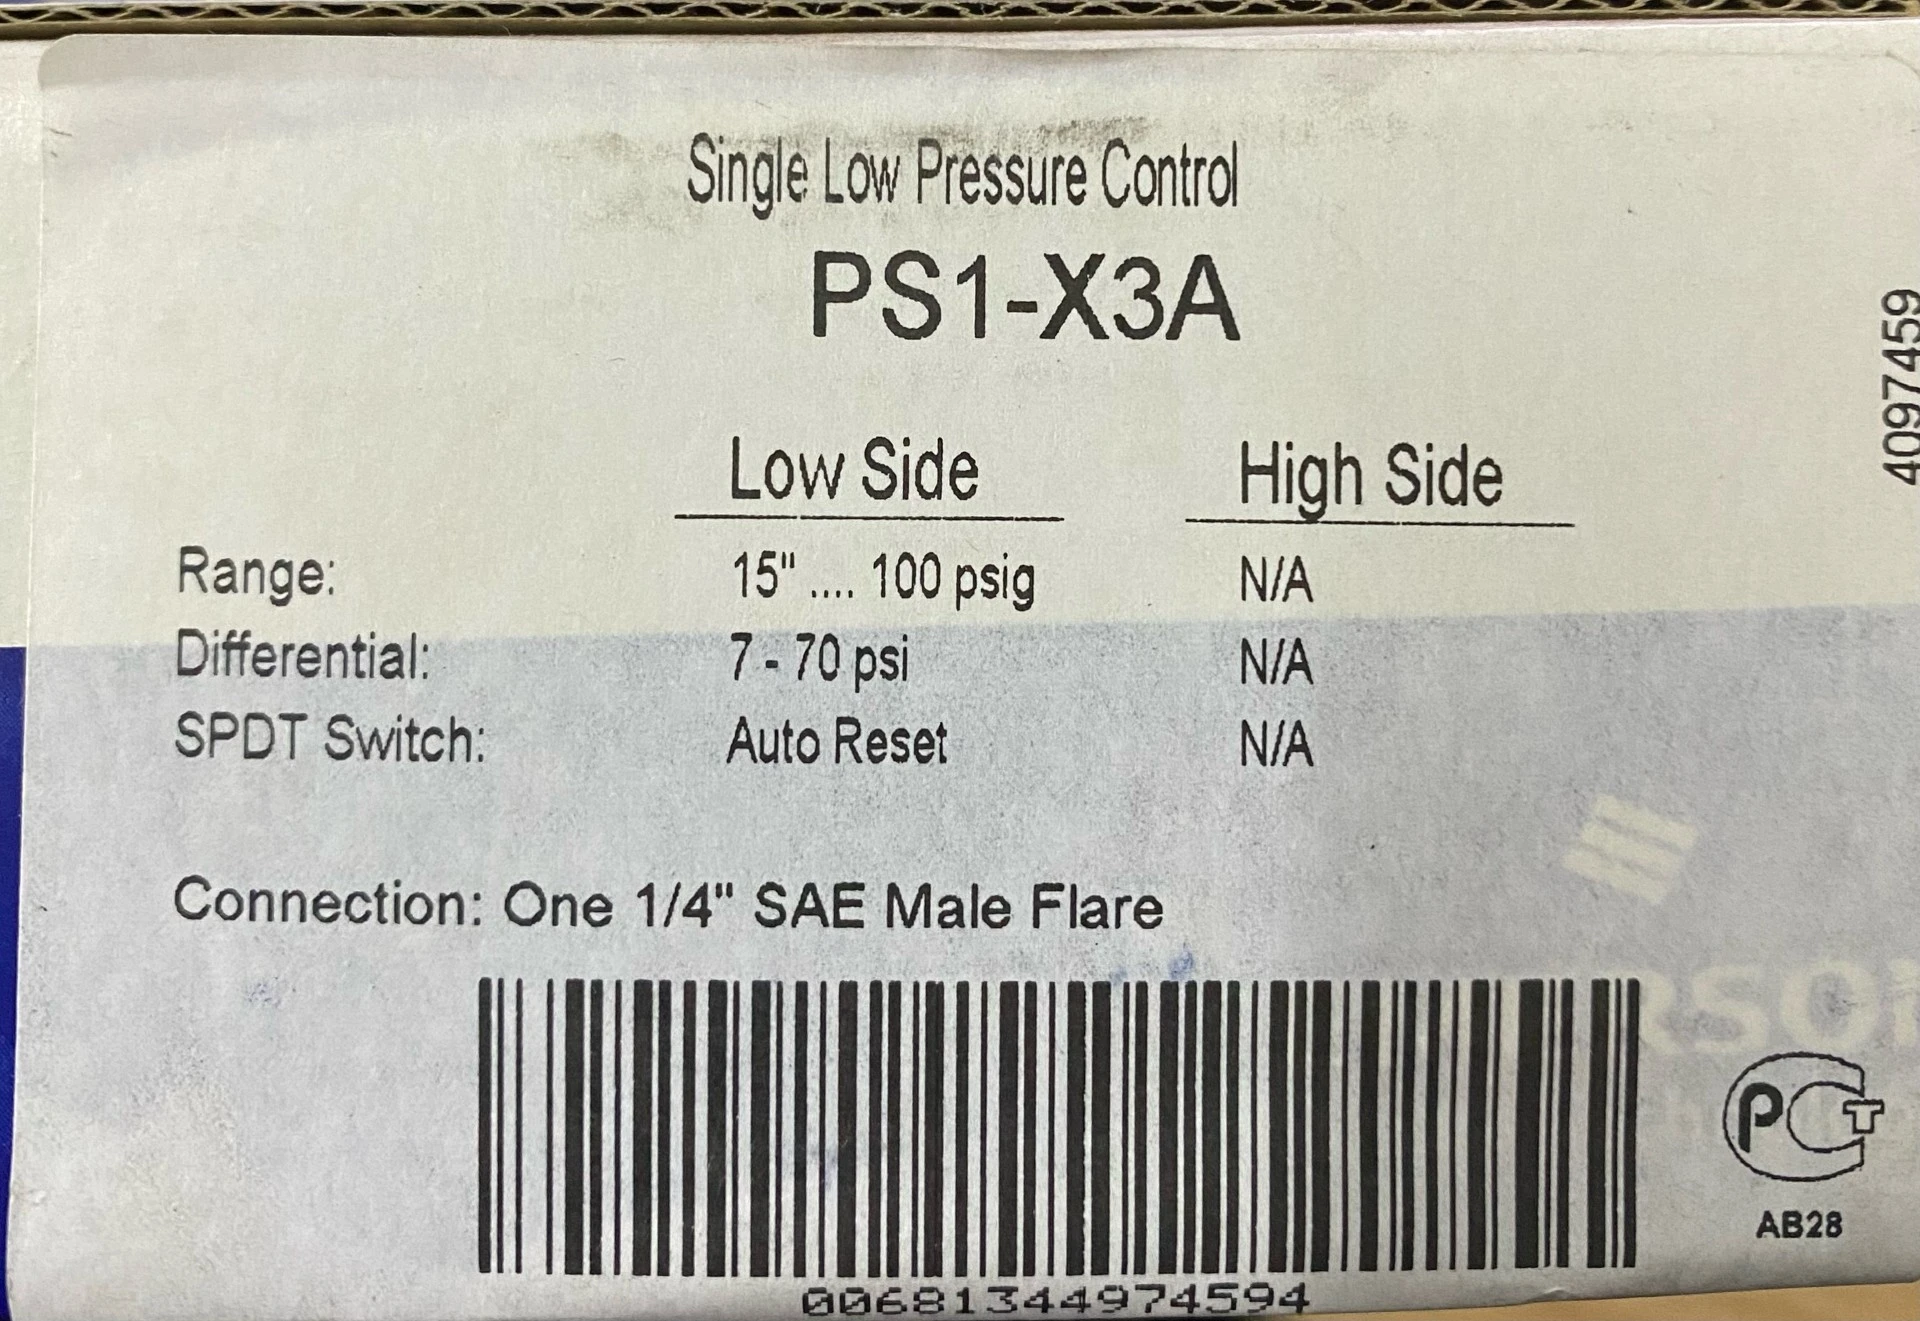 Single Low Pressure Control
PS1-X3A
4097459
Low Side High Side
Range: 15" .... 100 psig N/A
Differential: 7 - 70 psi N/A
SPDT Switch: Auto Reset N/A
Connection: One 1/4" SAE Male Flare
00681344974594
РСТ
AB28